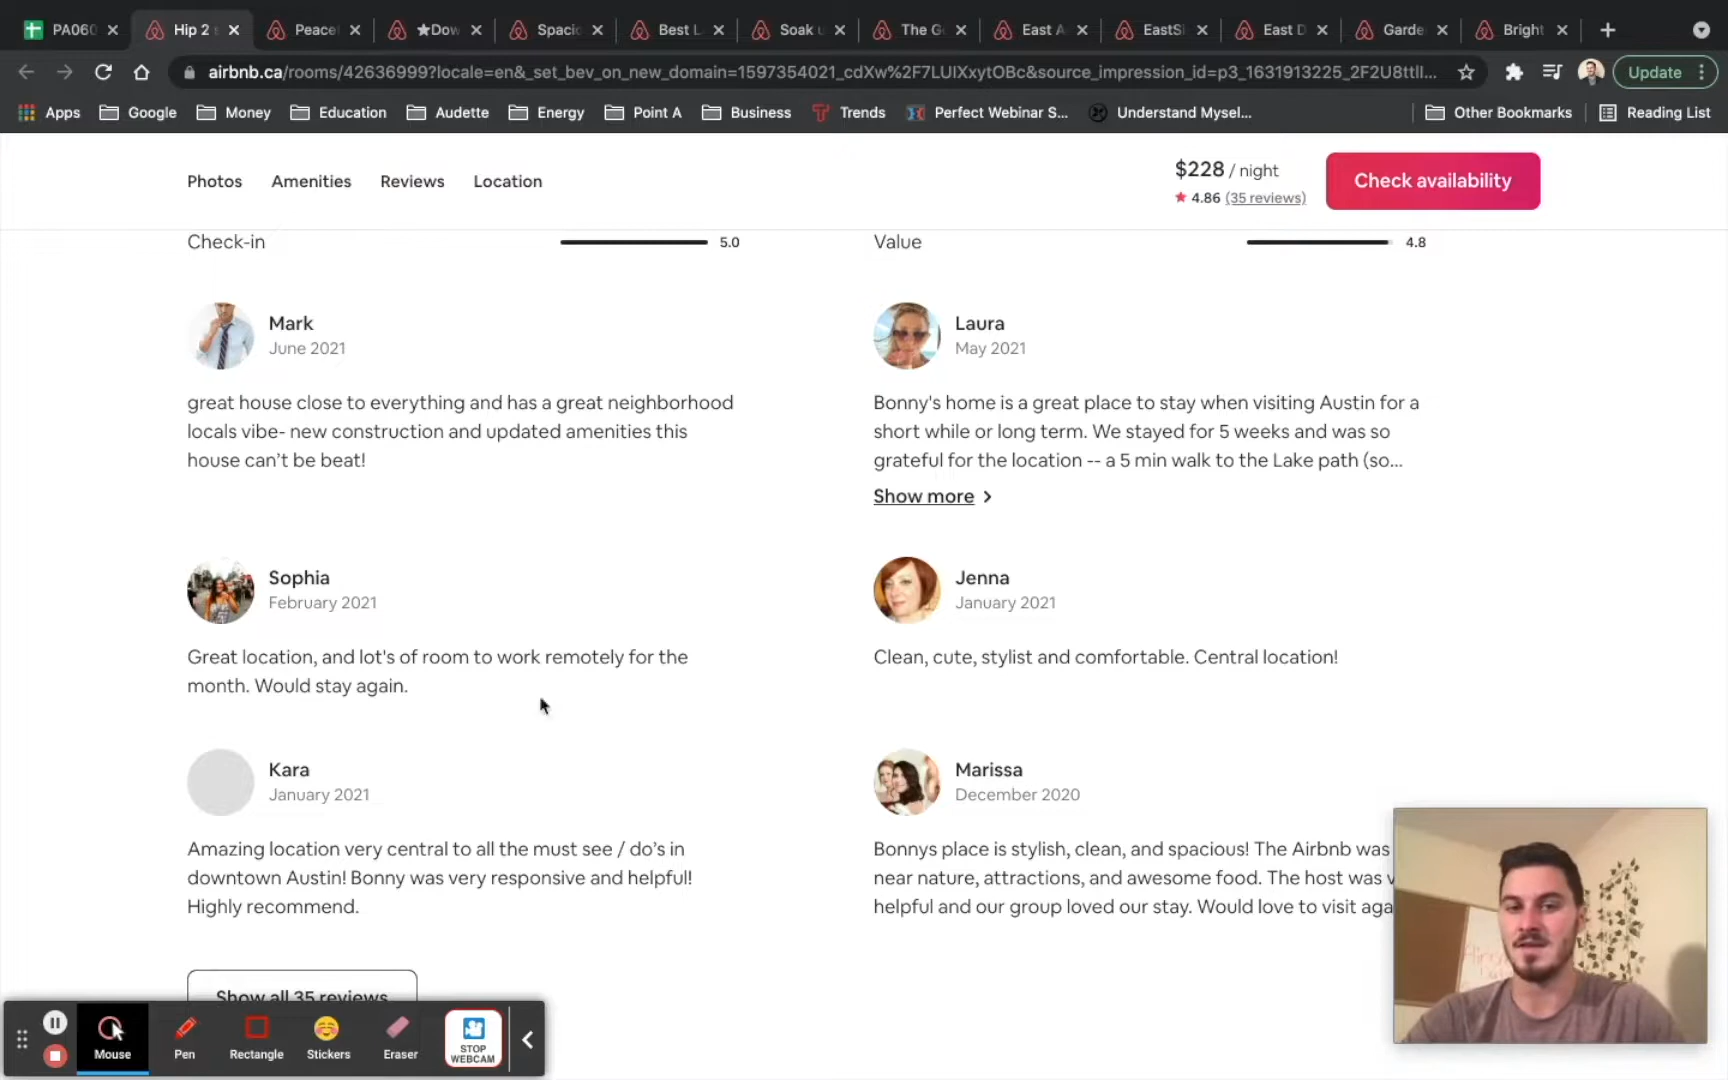 PA060
Hip 2
Peace
★Dow
Spaci
Best L
Soak
The G
East
EastSi
East D
Garde
Bright
airbnb.ca/rooms/42636999?locale=en&_set_bev_on_new_domain=1597354021_cdXw%2F7LUIXxytOBc&source_impression_id=p3_1631913225_2F2U8ttll...
Update
Apps Google Money Education Audette Energy Point A Business Trends Perfect Webinar S... Understand Mysel... Other Bookmarks Reading List
Photos Amenities Reviews Location
$228 / night
4.86 (35 reviews)
Check availability
Check-in 5.0
Value 4.8
Mark
June 2021
great house close to everything and has a great neighborhood
locals vibe- new construction and updated amenities this
house can’t be beat!
Laura
May 2021
Bonny's home is a great place to stay when visiting Austin for a
short while or long term. We stayed for 5 weeks and was so
grateful for the location -- a 5 min walk to the Lake path (so...
Show more
Sophia
February 2021
Great location, and lot's of room to work remotely for the
month. Would stay again.
Jenna
January 2021
Clean, cute, stylist and comfortable. Central location!
Kara
January 2021
Amazing location very central to all the must see / do’s in
downtown Austin! Bonny was very responsive and helpful!
Highly recommend.
Marissa
December 2020
Bonnys place is stylish, clean, and spacious! The Airbnb was
near nature, attractions, and awesome food. The host was v
helpful and our group loved our stay. Would love to visit aga
Show all 35 reviews
Mouse
Pen
Rectangle
Stickers
Eraser
STOP
WEBCAM